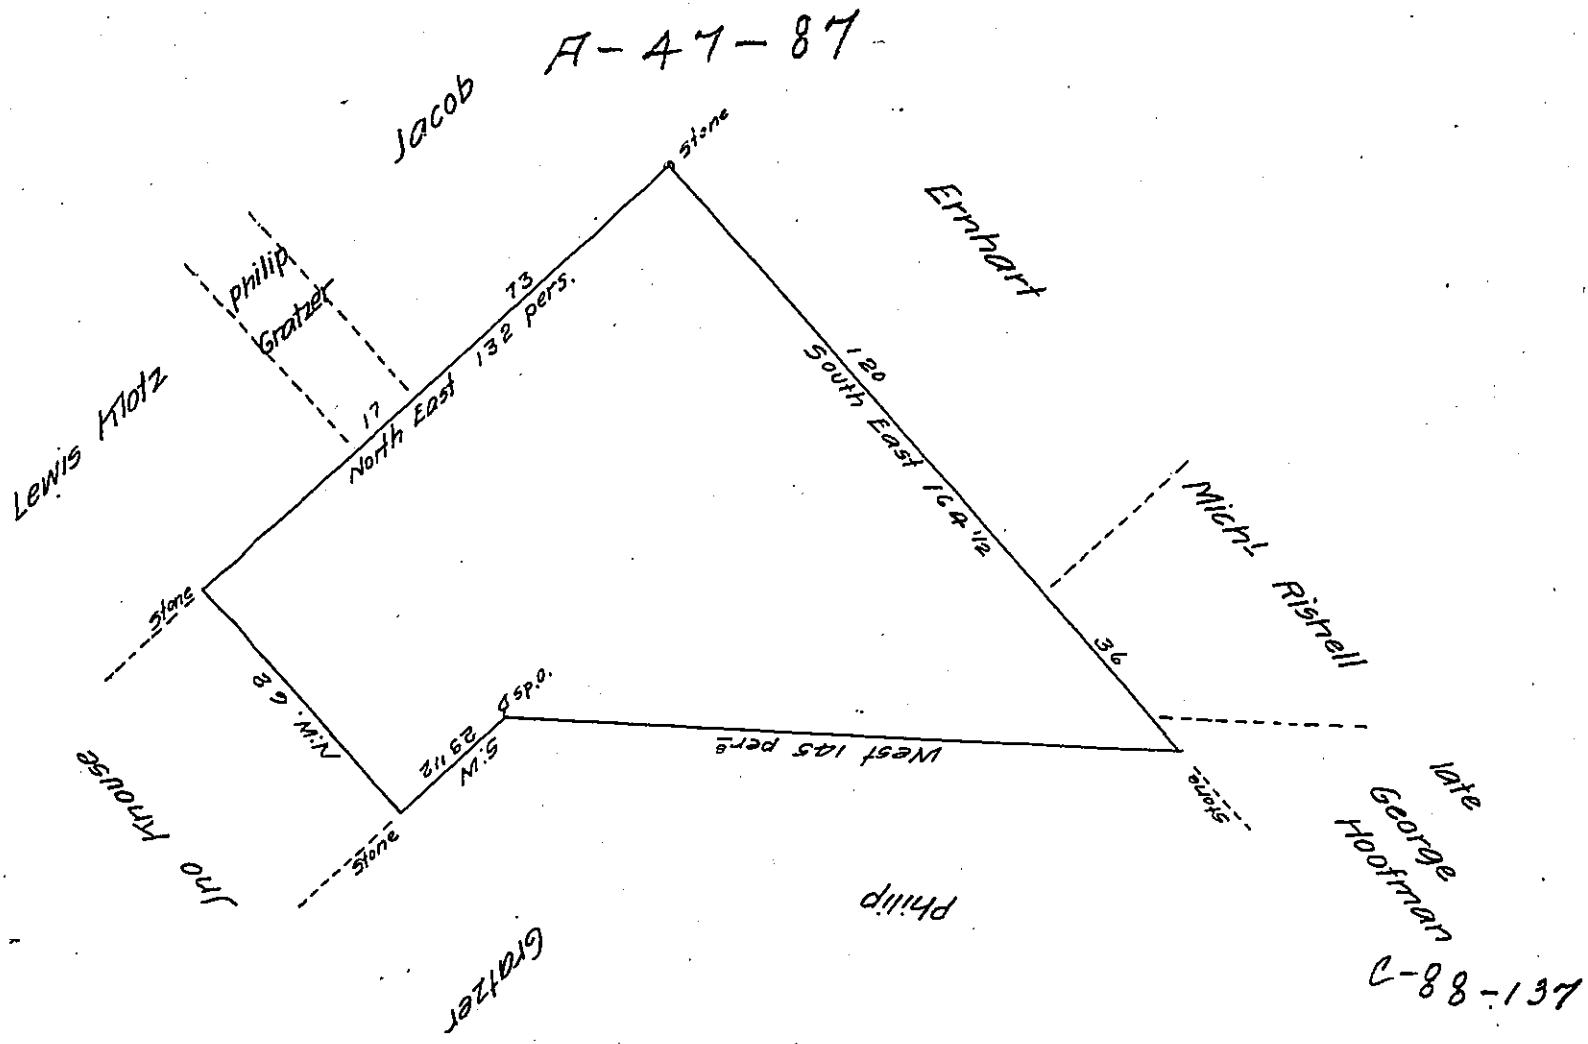 A-47-87
Jacob
stone
Ernhart
Philip
Gratzer
73
North East 132 pers.
17
120
South East 164 1/2
Lewis Klotz
Mich! Rishell
stone
36
N.W. 68
sp.o.
29 1/2
S.W.
West 145 pers
stone
stone
Jno Knouse
late
George
Hoofman
Philip
Gratzer
C-88-137